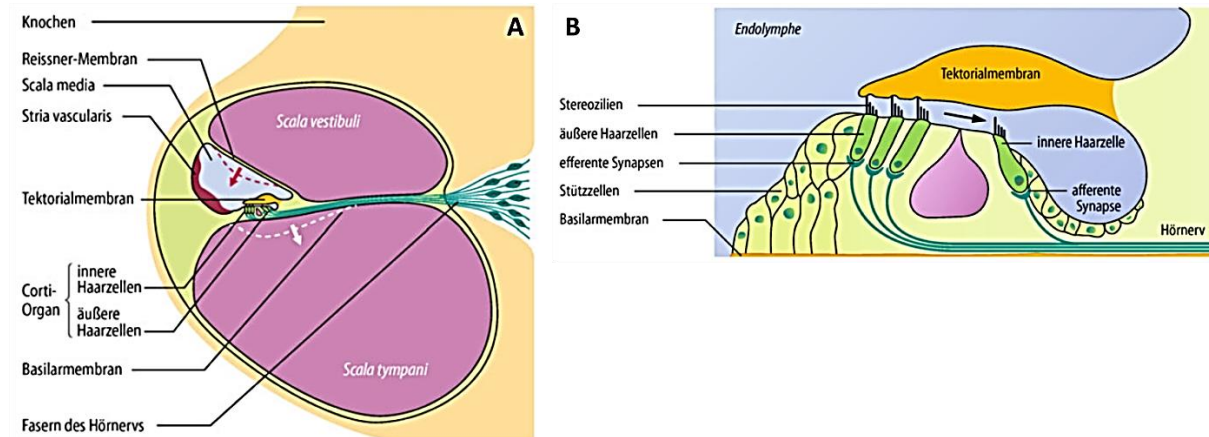 A
Knochen
Reissner-Membran
Scala media
Stria vascularis
Scala vestibuli
Tektorialmembran
Corti-
Organ
innere
Haarzellen
äußere
Haarzellen
Basilarmembran
Scala tympani
Fasern des Hörnervs
B
Endolymphe
Tektorialmembran
Stereozilien
äußere Haarzellen
innere Haarzelle
efferente Synapsen
Stützzellen
afferente
Synapse
Basilarmembran
Hörnerv